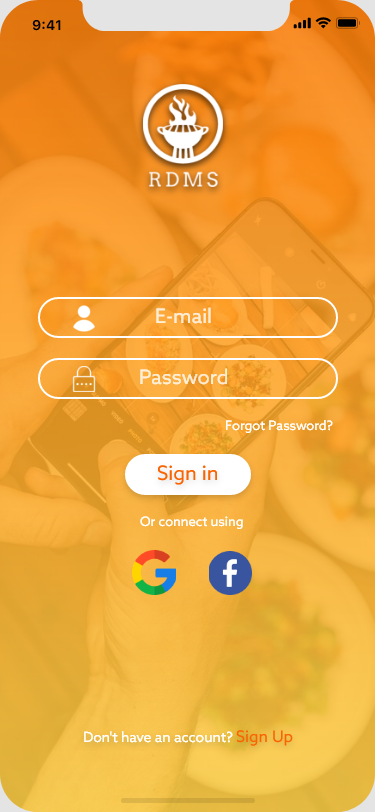 9:41
RDMS
E-mail
Password
Forgot Password?
Sign in
Or connect using
Don't have an account? Sign Up